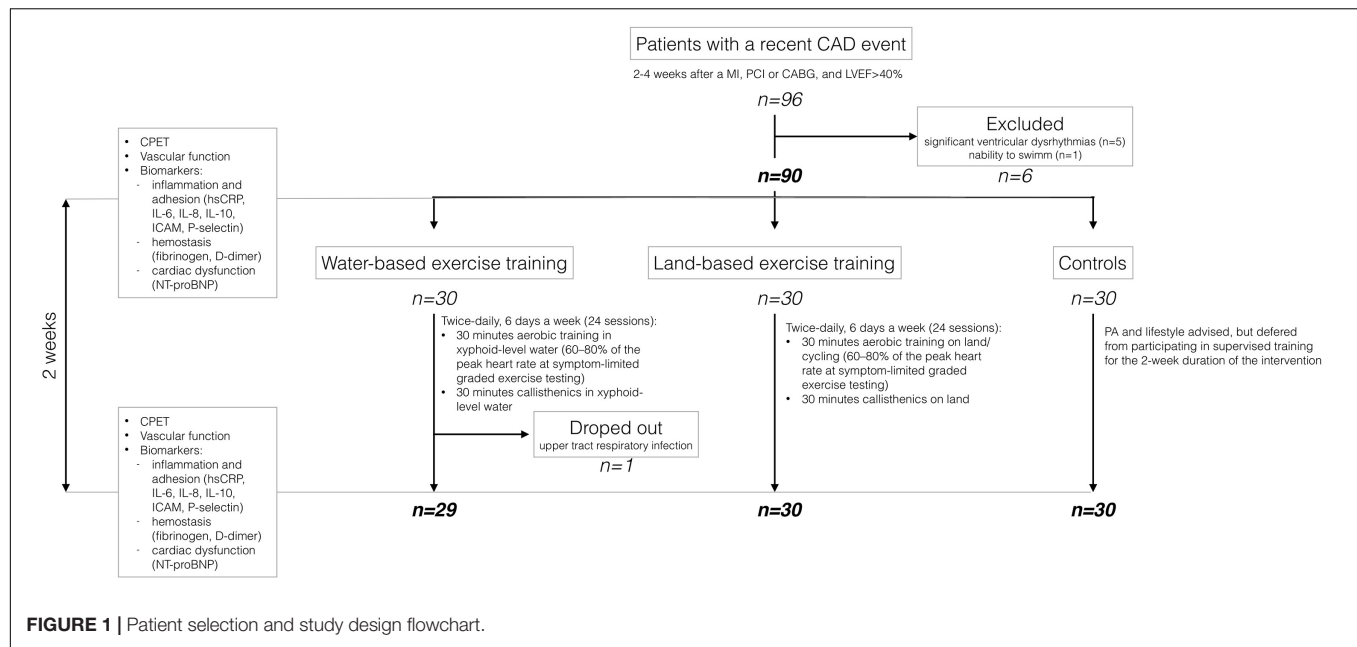 Patients with a recent CAD event
2-4 weeks after a MI, PCI or CABG, and LVEF>40%
n=96
Excluded
significant ventricular dysrhythmias (n=5)
nability to swimm (n=1)
n=6
n=90
2 weeks
• CPET
• Vascular function
• Biomarkers:
- inflammation and
adhesion (hsCRP,
IL-6, IL-8, IL-10,
ICAM, P-selectin)
- hemostasis
(fibrinogen, D-dimer)
- cardiac dysfunction
(NT-proBNP)
Water-based exercise training
n=30
Twice-daily, 6 days a week (24 sessions):
• 30 minutes aerobic training in
xyphoid-level water (60–80% of the
peak heart rate at symptom-limited
graded exercise testing)
• 30 minutes callisthenics in xyphoid-
level water
Droped out
upper tract respiratory infection
n=1
n=29
Land-based exercise training
n=30
Twice-daily, 6 days a week (24 sessions):
• 30 minutes aerobic training on land/
cycling (60–80% of the peak heart
rate at symptom-limited graded
exercise testing)
• 30 minutes callisthenics on land
n=30
Controls
n=30
PA and lifestyle advised, but defered
from participating in supervised training
for the 2-week duration of the intervention
n=30
• CPET
• Vascular function
• Biomarkers:
- inflammation and
adhesion (hsCRP,
IL-6, IL-8, IL-10,
ICAM, P-selectin)
- hemostasis
(fibrinogen, D-dimer)
- cardiac dysfunction
(NT-proBNP)
FIGURE 1 | Patient selection and study design flowchart.